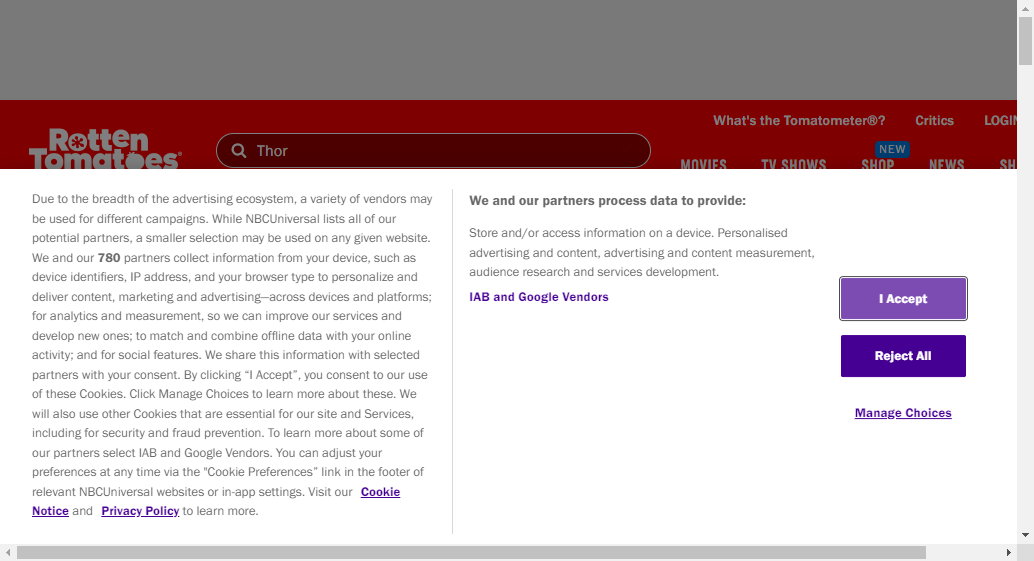 What's the Tomatometer®? Critics LOGIN
Rotten
Tomatoes®
Thor
NEW
MOVIES TV SHOWS SHOP NEWS SH
Due to the breadth of the advertising ecosystem, a variety of vendors may
be used for different campaigns. While NBCUniversal lists all of our
potential partners, a smaller selection may be used on any given website.
We and our 780 partners collect information from your device, such as
device identifiers, IP address, and your browser type to personalize and
deliver content, marketing and advertising—across devices and platforms;
for analytics and measurement, so we can improve our services and
develop new ones; to match and combine offline data with your online
activity; and for social features. We share this information with selected
partners with your consent. By clicking “I Accept”, you consent to our use
of these Cookies. Click Manage Choices to learn more about these. We
will also use other Cookies that are essential for our site and Services,
including for security and fraud prevention. To learn more about some of
our partners select IAB and Google Vendors. You can adjust your
preferences at any time via the "Cookie Preferences” link in the footer of
relevant NBCUniversal websites or in-app settings. Visit our Cookie
Notice and Privacy Policy to learn more.
We and our partners process data to provide:
Store and/or access information on a device. Personalised
advertising and content, advertising and content measurement,
audience research and services development.
IAB and Google Vendors
I Accept
Reject All
Manage Choices